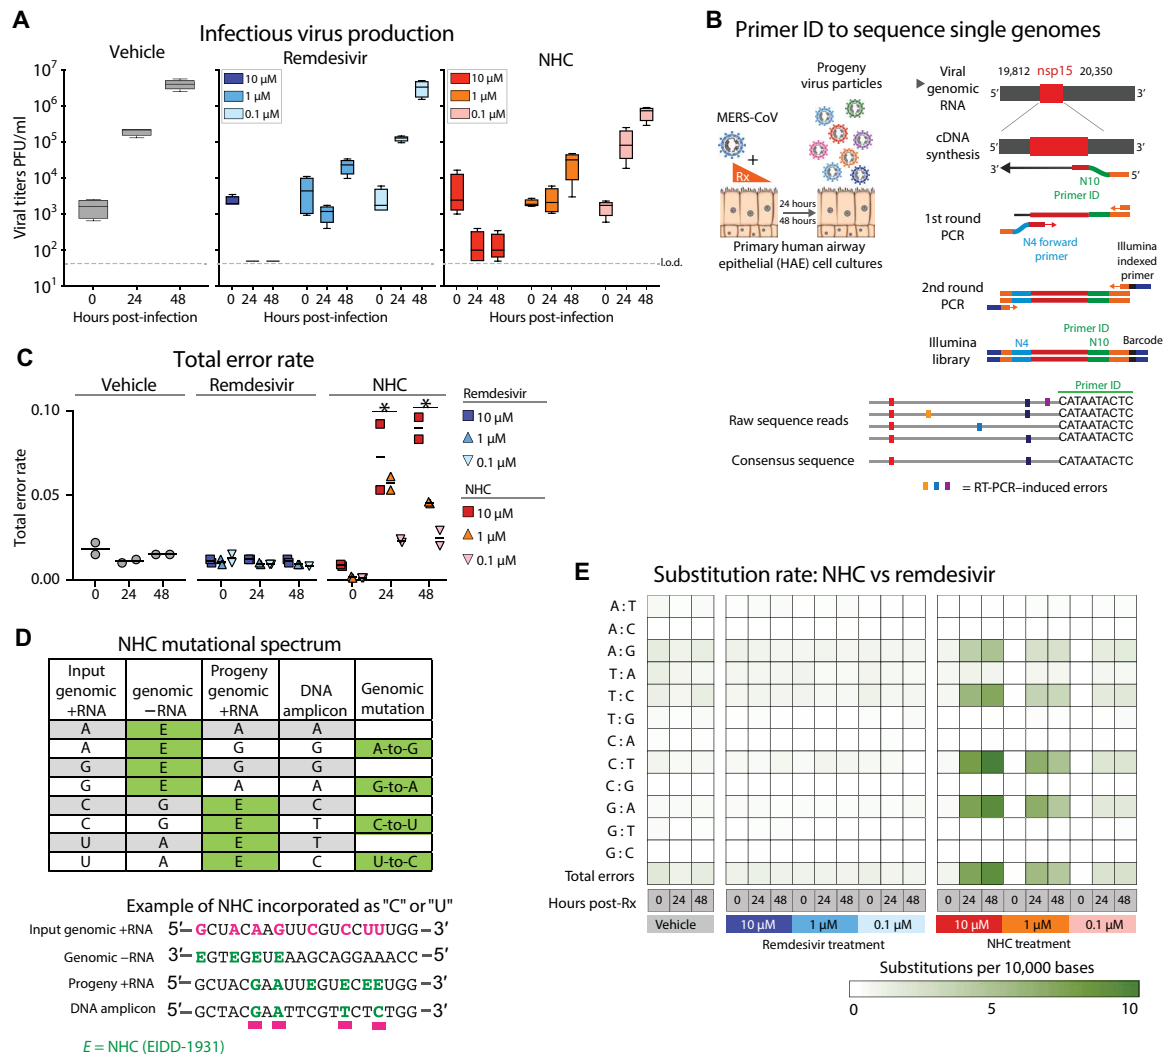 A
Infectious virus production
Vehicle
Remdesivir
NHC
Viral titers PFU/ml
10⁷
10⁶
10⁵
10⁴
10³
10²
10¹
10 µM
1 µM
0.1 µM
10 µM
1 µM
0.1 µM
l.o.d.
0 24 48
0 24 48 0 24 48 0 24 48
0 24 48 0 24 48 0 24 48
Hours post-infection
Hours post-infection
Hours post-infection
B
Primer ID to sequence single genomes
Progeny
virus particles
MERS-CoV
+
Rx
24 hours
48 hours
Primary human airway
epithelial (HAE) cell cultures
Viral
genomic
RNA
19,812 nsp15 20,350
5′ 3′
cDNA
synthesis
5′ 3′
3′ 5′
N10
Primer ID
1st round
PCR
N4 forward
primer
Illumina
indexed
primer
2nd round
PCR
Illumina
library
Primer ID
N4 N10 Barcode
Primer ID
Raw sequence reads
CATAATACTC
CATAATACTC
CATAATACTC
CATAATACTC
Consensus sequence CATAATACTC
= RT-PCR–induced errors
C
Total error rate
Vehicle
Remdesivir
NHC
Total error rate
0.10
0.05
0.00
* *
0 24 48
0 24 48
0 24 48
Remdesivir
10 µM
1 µM
0.1 µM
NHC
10 µM
1 µM
0.1 µM
D
NHC mutational spectrum
Input genomic +RNA | genomic −RNA | Progeny genomic +RNA | DNA amplicon | Genomic mutation
A E A A
A E G G A-to-G
G E G G
G E A A G-to-A
C G E C
C G E T C-to-U
U A E T
U A E C U-to-C
Example of NHC incorporated as "C" or "U"
Input genomic +RNA 5′–GCUACAAGUUCGUCCUUUGG–3′
Genomic −RNA 3′–EGTEGEUEAAGCAGGAAACC–5′
Progeny +RNA 5′–GCUACGAAUUEGUECEEUGG–3′
DNA amplicon 5′–GCTACGAATTCGTTCTCTGG–3′
E = NHC (EIDD-1931)
E
Substitution rate: NHC vs remdesivir
A:T
A:C
A:G
T:A
T:C
T:G
C:A
C:T
C:G
G:A
G:T
G:C
Total errors
Hours post-Rx 0 24 48 0 24 48 0 24 48 0 24 48 0 24 48 0 24 48 0 24 48
Vehicle 10 µM 1 µM 0.1 µM 10 µM 1 µM 0.1 µM
Remdesivir treatment NHC treatment
Substitutions per 10,000 bases
0 5 10